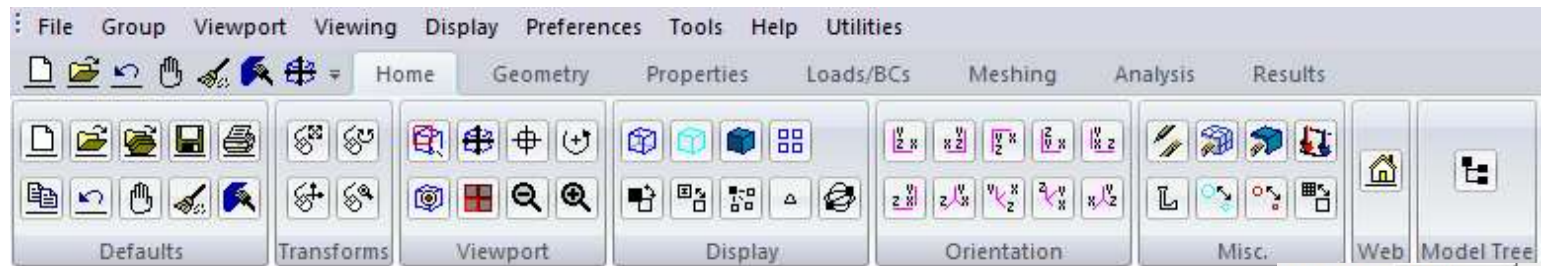 File Group Viewport Viewing Display Preferences Tools Help Utilities
Home Geometry Properties Loads/BCs Meshing Analysis Results
Defaults Transforms Viewport Display Orientation Misc. Web Model Tree